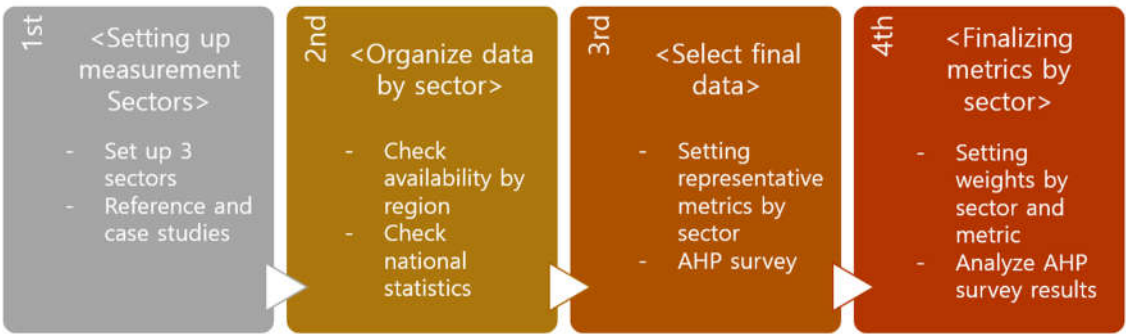 1st
<Setting up
measurement
Sectors>
- Set up 3
sectors
- Reference and
case studies
2nd
<Organize data
by sector>
- Check
availability by
region
- Check
national
statistics
3rd
<Select final
data>
- Setting
representative
metrics by
sector
- AHP survey
4th
<Finalizing
metrics by
sector>
- Setting
weights by
sector and
metric
- Analyze AHP
survey results